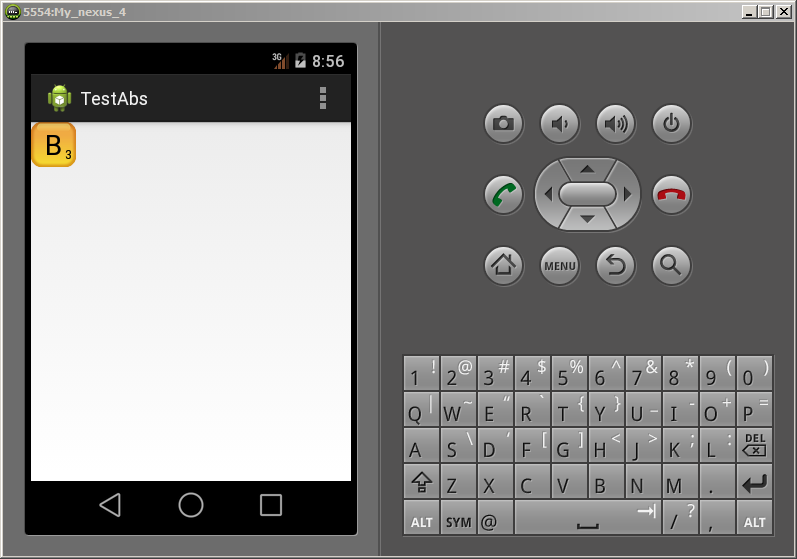 5554:My_nexus_4
3G 8:56
TestAbs
B 3
MENU
1 ! 2 @ 3 # 4 $ 5 % 6 ^ 7 & 8 * 9 ( 0 )
Q | W ~ E “ R ` T { Y } U _ I - O + P =
A S \ D ‘ F [ G ] H < J > K ; L : DEL
Z X C V B N M .
ALT SYM @ / ? , ALT